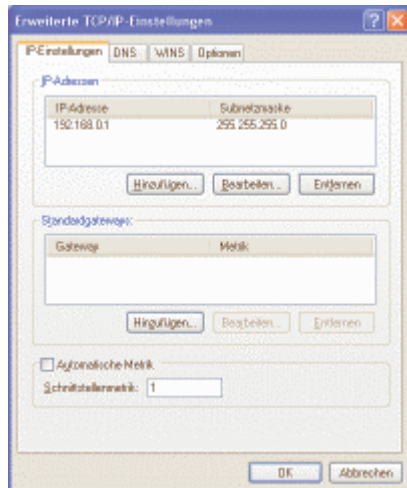 Erweiterte TCP/IP-Einstellungen
IP-Einstellungen DNS WINS Optionen
IP-Adressen
IP-Adresse Subnetzmaske
192.168.0.1 255.255.255.0
Hinzufügen... Bearbeiten... Entfernen
Standardgateways:
Gateway Metrik
Hinzufügen... Bearbeiten... Entfernen
Automatische Metrik
Schnittstellenmetrik: 1
OK Abbrechen